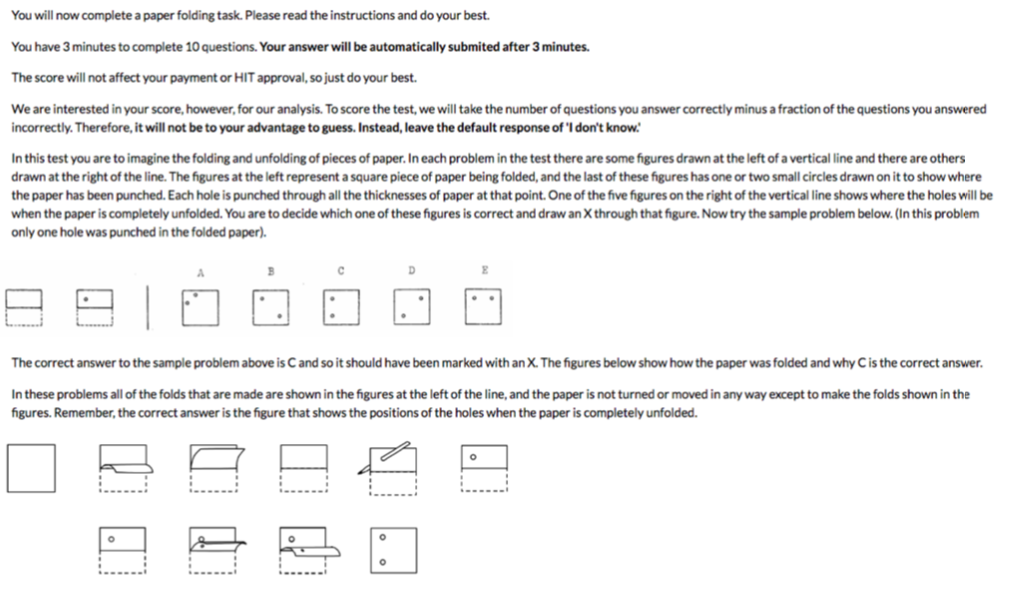 You will now complete a paper folding task. Please read the instructions and do your best.
You have 3 minutes to complete 10 questions. Your answer will be automatically submited after 3 minutes.
The score will not affect your payment or HIT approval, so just do your best.
We are interested in your score, however, for our analysis. To score the test, we will take the number of questions you answer correctly minus a fraction of the questions you answered
incorrectly. Therefore, it will not be to your advantage to guess. Instead, leave the default response of 'I don't know.'
In this test you are to imagine the folding and unfolding of pieces of paper. In each problem in the test there are some figures drawn at the left of a vertical line and there are others
drawn at the right of the line. The figures at the left represent a square piece of paper being folded, and the last of these figures has one or two small circles drawn on it to show where
the paper has been punched. Each hole is punched through all the thicknesses of paper at that point. One of the five figures on the right of the vertical line shows where the holes will be
when the paper is completely unfolded. You are to decide which one of these figures is correct and draw an X through that figure. Now try the sample problem below. (In this problem
only one hole was punched in the folded paper).
A B C D E
The correct answer to the sample problem above is C and so it should have been marked with an X. The figures below show how the paper was folded and why C is the correct answer.
In these problems all of the folds that are made are shown in the figures at the left of the line, and the paper is not turned or moved in any way except to make the folds shown in the
figures. Remember, the correct answer is the figure that shows the positions of the holes when the paper is completely unfolded.